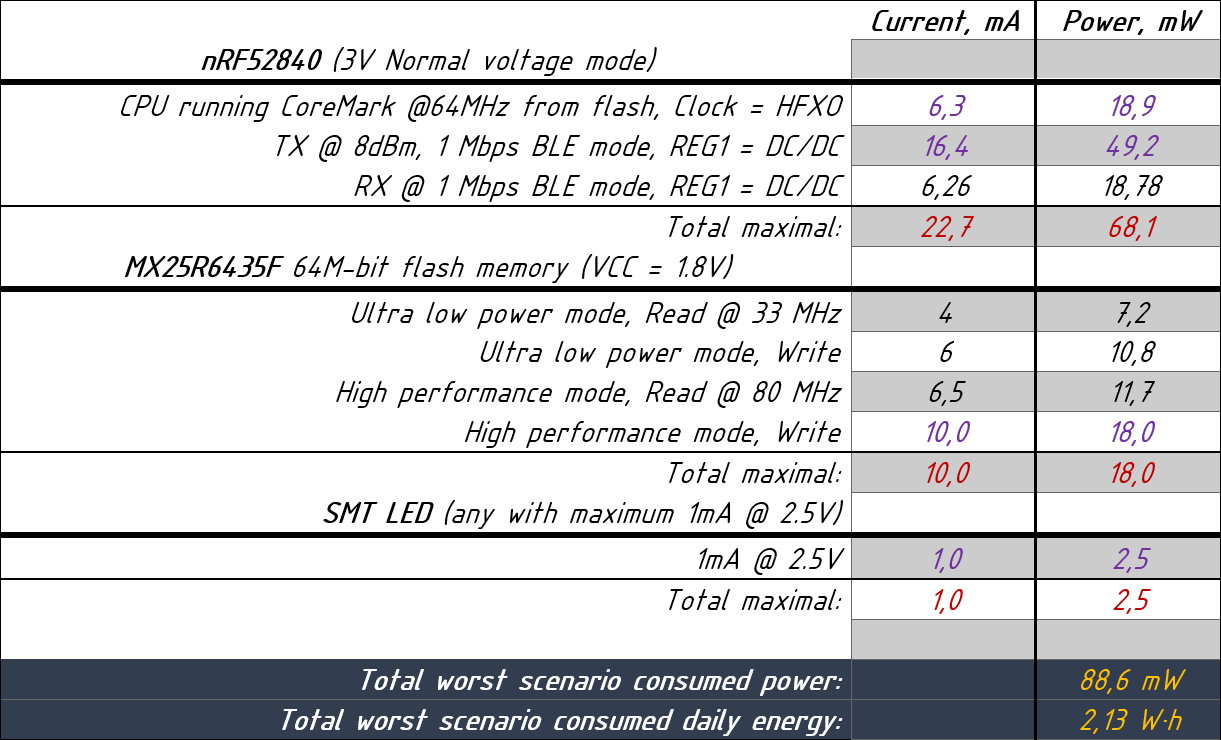 Current, mA Power, mW
nRF52840 (3V Normal voltage mode)
CPU running CoreMark @64MHz from flash, Clock = HFXO 6,3 18,9
TX @ 8dBm, 1 Mbps BLE mode, REG1 = DC/DC 16,4 49,2
RX @ 1 Mbps BLE mode, REG1 = DC/DC 6,26 18,78
Total maximal: 22,7 68,1
MX25R6435F 64M-bit flash memory (VCC = 1.8V)
Ultra low power mode, Read @ 33 MHz 4 7,2
Ultra low power mode, Write 6 10,8
High performance mode, Read @ 80 MHz 6,5 11,7
High performance mode, Write 10,0 18,0
Total maximal: 10,0 18,0
SMT LED (any with maximum 1mA @ 2.5V)
1mA @ 2.5V 1,0 2,5
Total maximal: 1,0 2,5
Total worst scenario consumed power: 88,6 mW
Total worst scenario consumed daily energy: 2,13 W·h